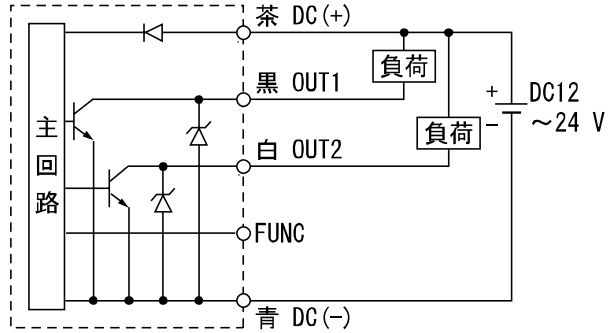 茶 DC(+)
負荷
黒 OUT1
+ DC12
− ～24 V
負荷
主回路
白 OUT2
FUNC
青 DC(−)